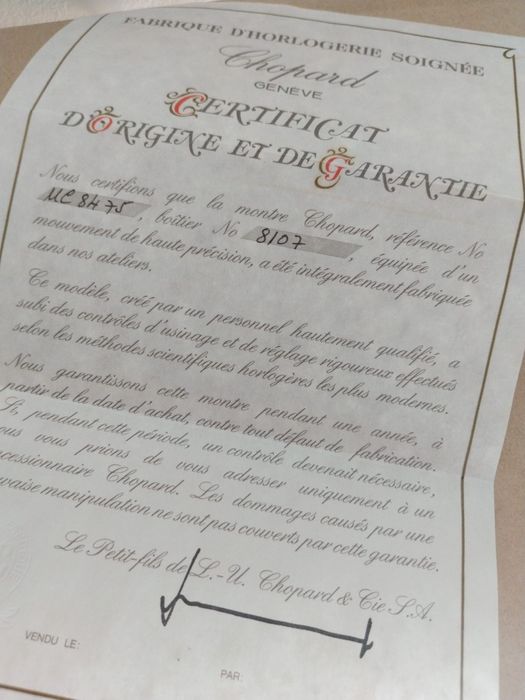 FABRIQUE D'HORLOGERIE SOIGNÉE
Chopard
GENÈVE
CERTIFICAT
D'ORIGINE ET DE GARANTIE
Nous certifions que la montre Chopard, référence No
8475, boîtier No 8107, équipée d'un
mouvement de haute précision, a été intégralement fabriquée
dans nos ateliers.
Ce modèle, créé par un personnel hautement qualifié, a
subi des contrôles d'usinage et de réglage rigoureux effectués
selon les méthodes scientifiques horlogères les plus modernes.
Nous garantissons cette montre pendant une année, à
partir de la date d'achat, contre tout défaut de fabrication.
Si, pendant cette période, un contrôle devenait nécessaire,
ous vous prions de vous adresser uniquement à un
cessionnaire Chopard. Les dommages causés par une
uvaise manipulation ne sont pas couverts par cette garantie.
Le Petit-fils de L.-U. Chopard & Cie S.A.
VENDU LE:
PAR: